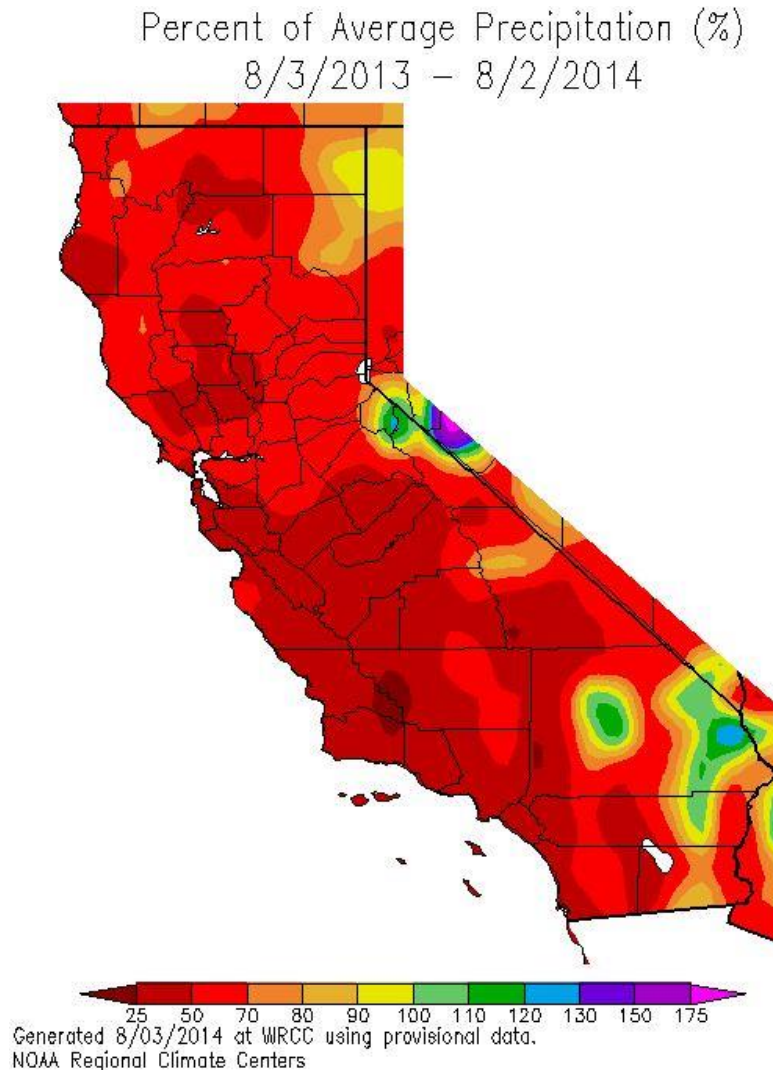 Percent of Average Precipitation (%)
8/3/2013 – 8/2/2014
25 50 70 80 90 100 110 120 130 150 175
Generated 8/03/2014 at WRCC using provisional data.
NOAA Regional Climate Centers